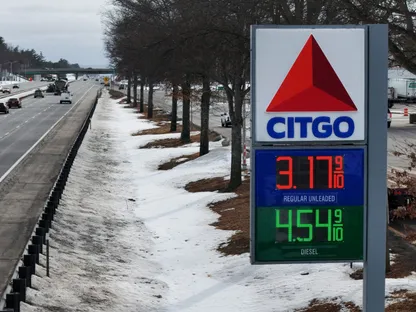 CITGO
3.17 9/10
REGULAR UNLEADED
4.54 9/10
DIESEL